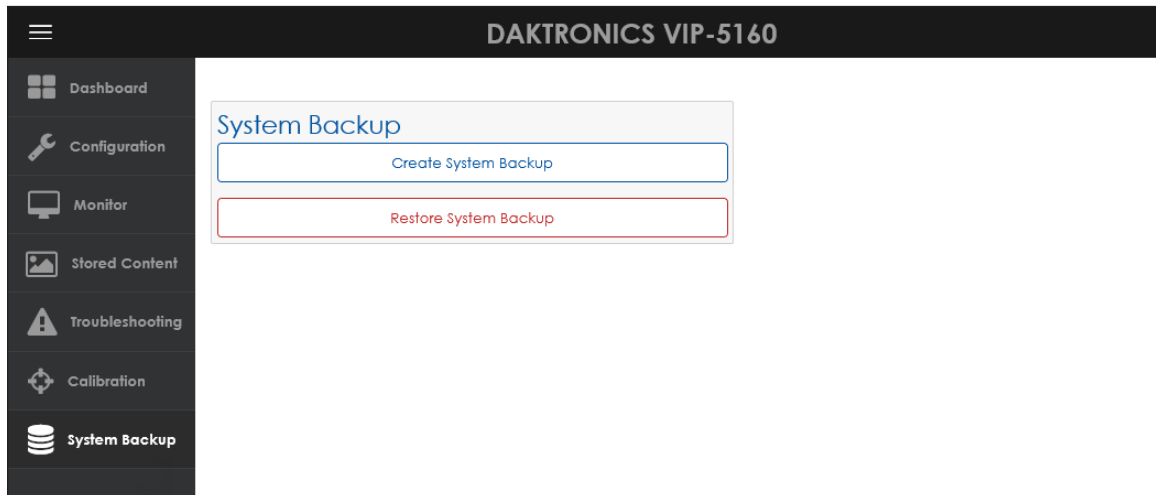 DAKTRONICS VIP-5160
Dashboard
Configuration
Monitor
Stored Content
Troubleshooting
Calibration
System Backup
System Backup
Create System Backup
Restore System Backup